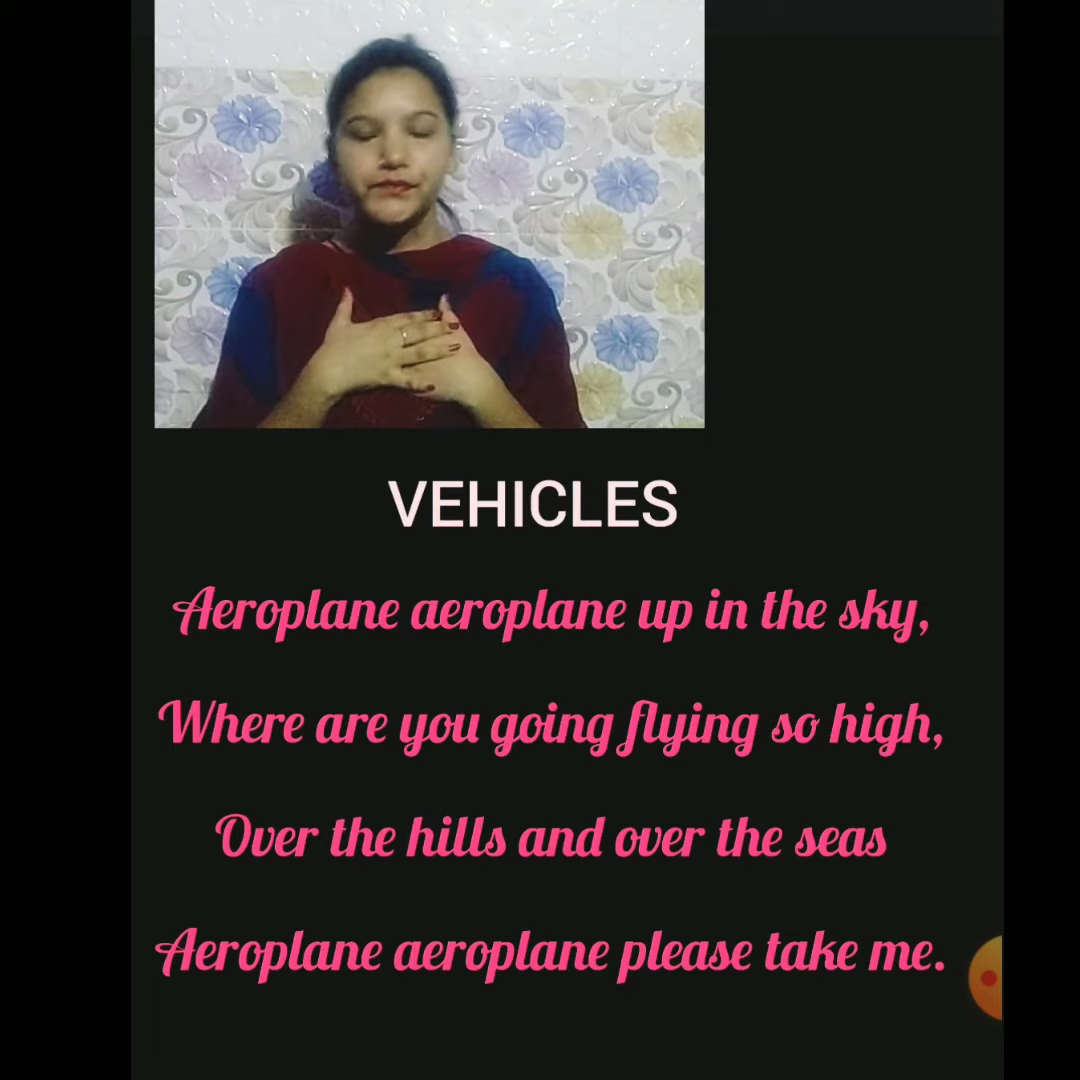 VEHICLES
Aeroplane aeroplane up in the sky,
Where are you going flying so high,
Over the hills and over the seas
Aeroplane aeroplane please take me.